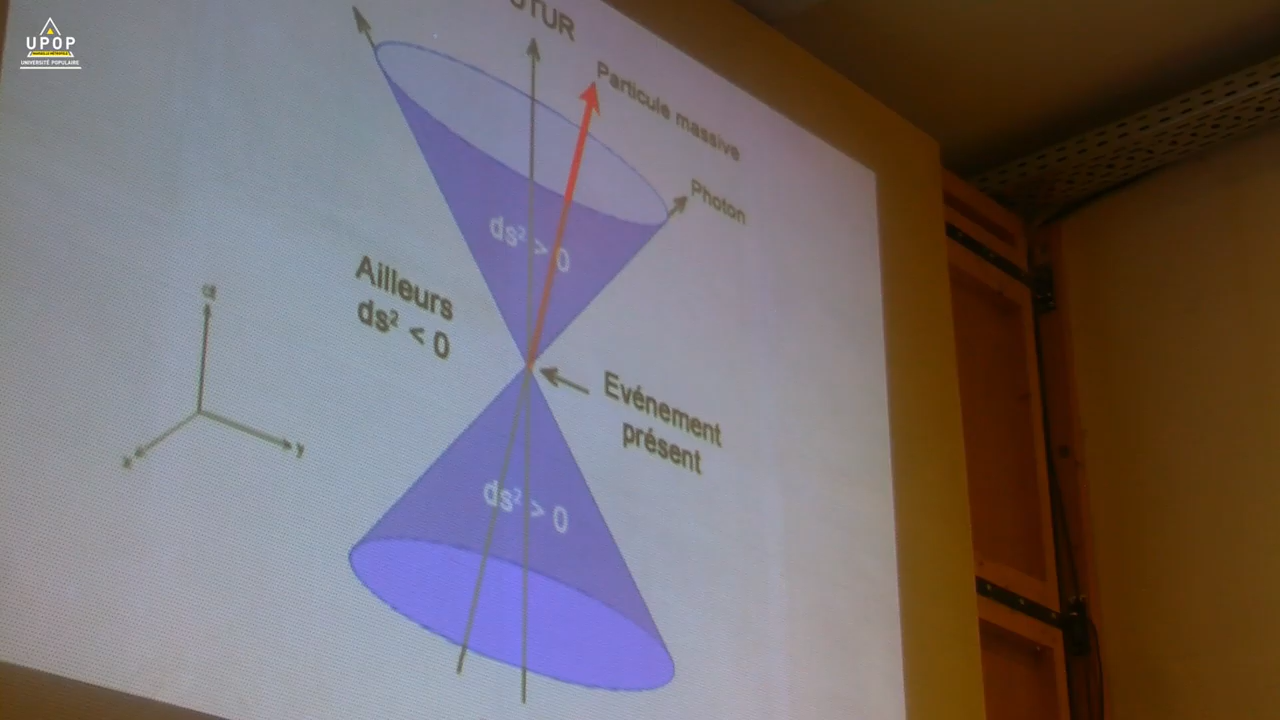 UPOP
UNIVERSITÉ POPULAIRE
Particule massive
Photon
ds² > 0
Ailleurs
ds² < 0
ct
x
y
Evénement
présent
ds² > 0